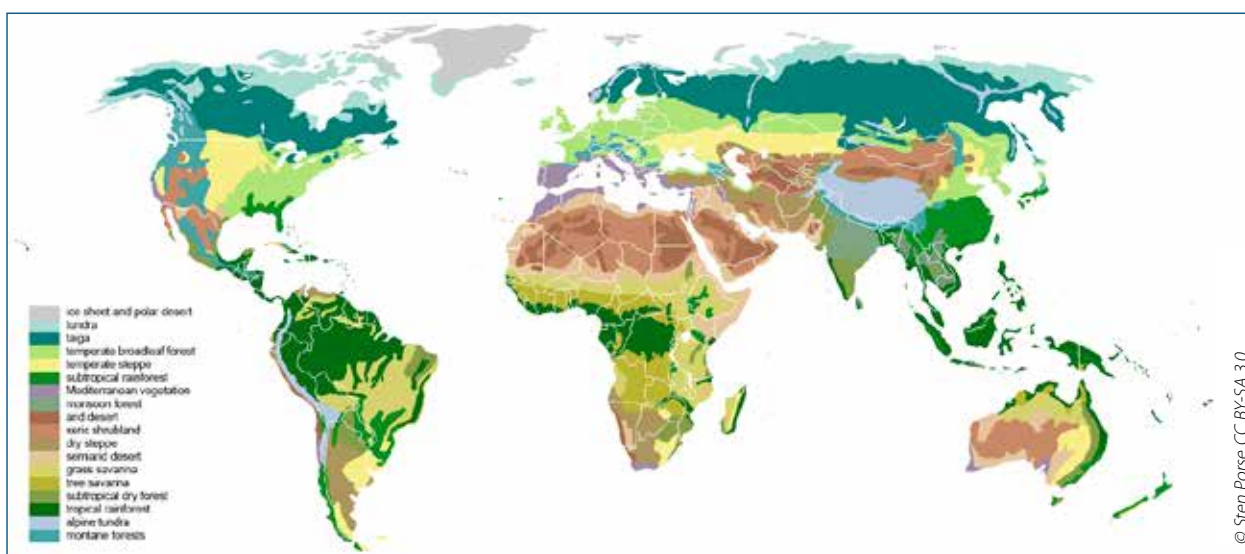 ice sheet and polar desert
tundra
taiga
temperate broadleaf forest
temperate steppe
subtropical rainforest
Mediterranean vegetation
monsoon forest
arid desert
xeric shrubland
dry steppe
semiarid desert
grass savanna
tree savanna
subtropical dry forest
tropical rainforest
alpine tundra
montane forests
© Sten Porse CC BY-SA 3.0